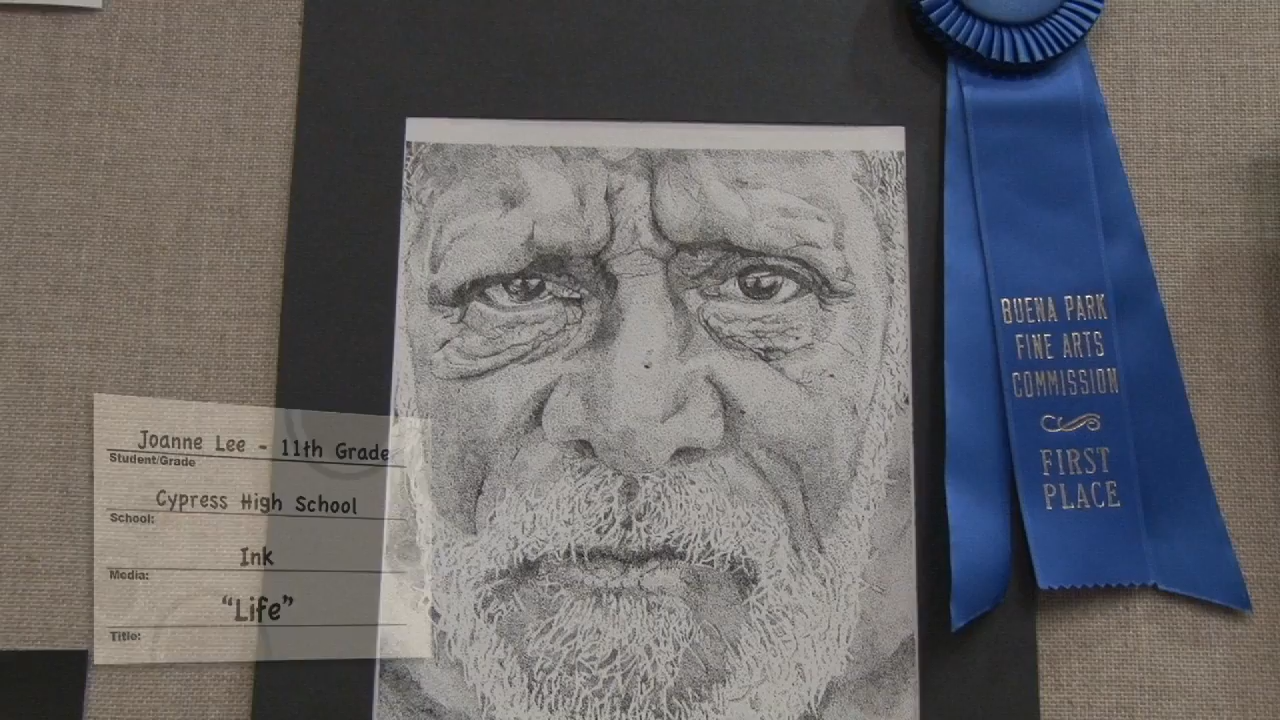 Joanne Lee - 11th Grade
Student/Grade
Cypress High School
School:
Ink
Media:
“Life”
Title:
BUENA PARK
FINE ARTS
COMMISSION
FIRST
PLACE